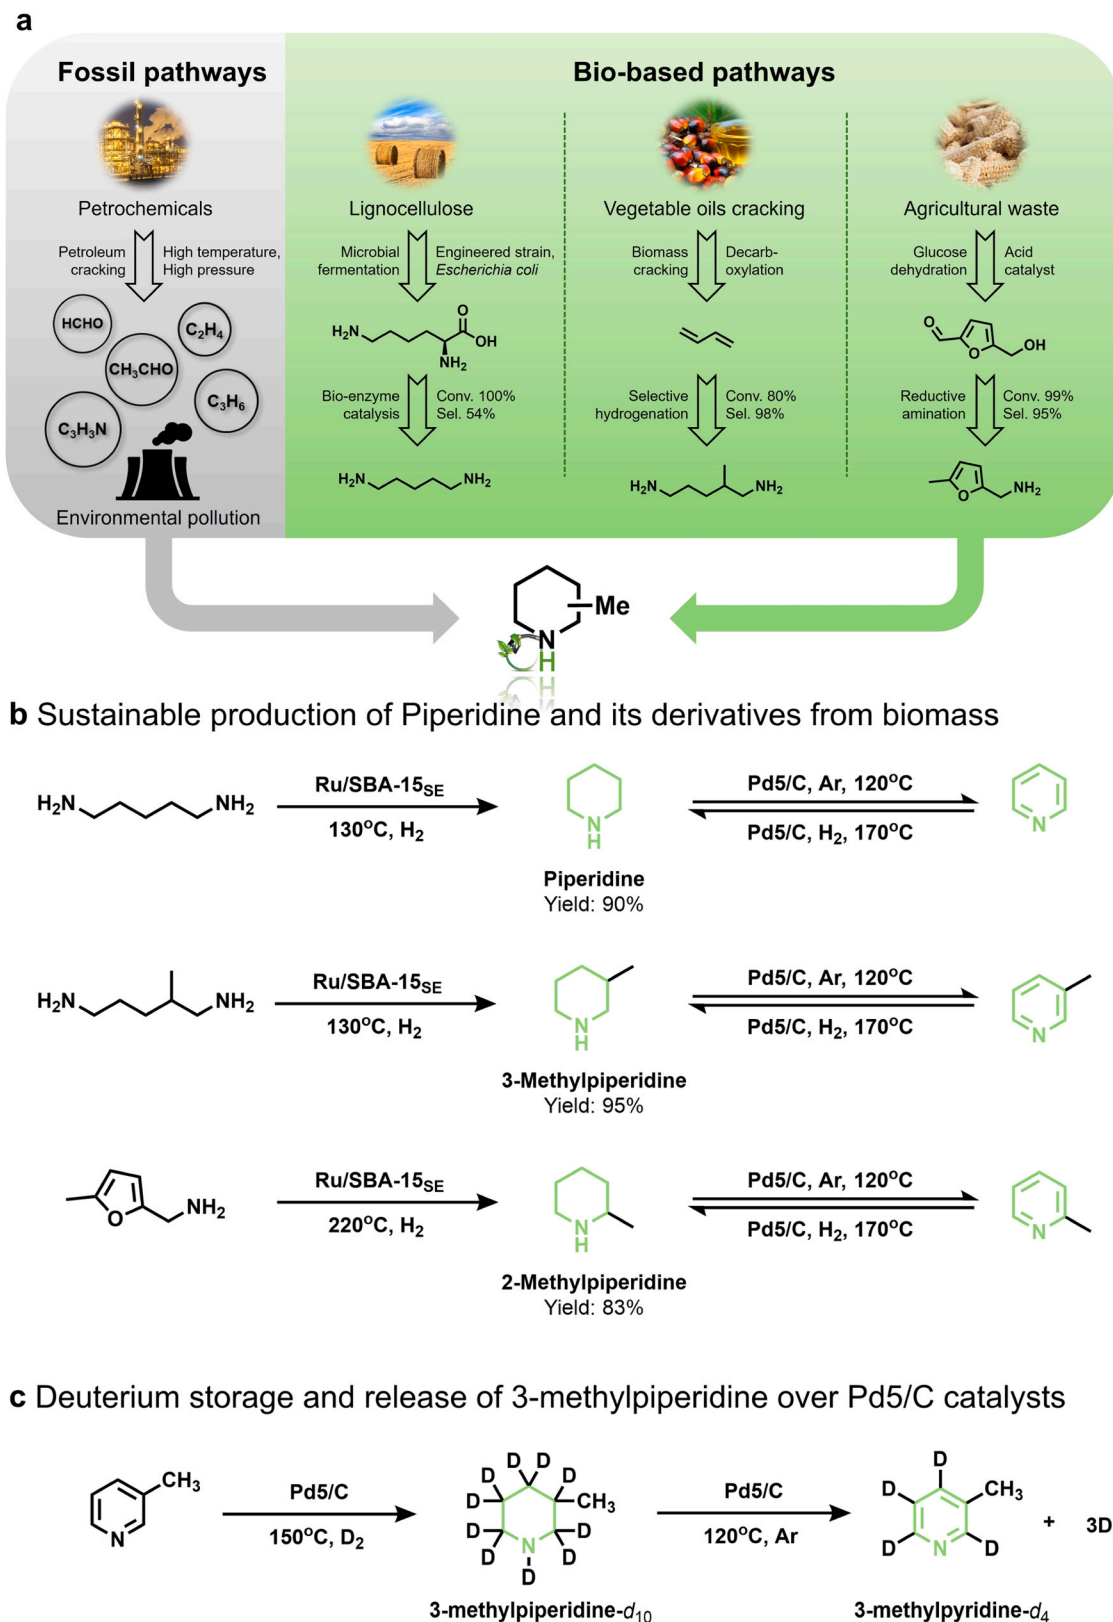 a
Fossil pathways
Bio-based pathways
Petrochemicals
Lignocellulose
Vegetable oils cracking
Agricultural waste
Petroleum
cracking
High temperature,
High pressure
Microbial
fermentation
Engineered strain,
Escherichia coli
Biomass
cracking
Decarb-
oxylation
Glucose
dehydration
Acid
catalyst
HCHO
C2H4
CH3CHO
C3H6
C3H3N
H2N
O
OH
NH2
O
O
OH
Bio-enzyme
catalysis
Conv. 100%
Sel. 54%
Selective
hydrogenation
Conv. 80%
Sel. 98%
Reductive
amination
Conv. 99%
Sel. 95%
H2N
NH2
H2N
NH2
O
NH2
Environmental pollution
Me
N
H
b Sustainable production of Piperidine and its derivatives from biomass
H2N
NH2
Ru/SBA-15SE
130°C, H2
N
H
Piperidine
Yield: 90%
Pd5/C, Ar, 120°C
Pd5/C, H2, 170°C
N
H2N
NH2
Ru/SBA-15SE
130°C, H2
N
H
3-Methylpiperidine
Yield: 95%
Pd5/C, Ar, 120°C
Pd5/C, H2, 170°C
N
O
NH2
Ru/SBA-15SE
220°C, H2
N
H
2-Methylpiperidine
Yield: 83%
Pd5/C, Ar, 120°C
Pd5/C, H2, 170°C
N
c Deuterium storage and release of 3-methylpiperidine over Pd5/C catalysts
CH3
N
Pd5/C
150°C, D2
D D
D D
D CH3
D D
D D
N
D
3-methylpiperidine-d10
Pd5/C
120°C, Ar
D
D
CH3
D
N
D
3-methylpyridine-d4
+ 3D